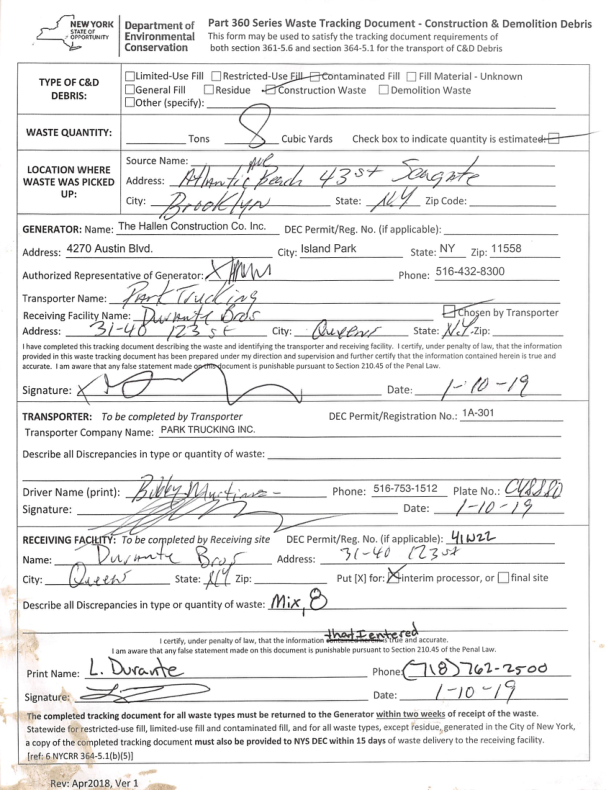 NEW YORK
STATE OF
OPPORTUNITY
Department of
Environmental
Conservation
Part 360 Series Waste Tracking Document - Construction & Demolition Debris
This form may be used to satisfy the tracking document requirements of
both section 361-5.6 and section 364-5.1 for the transport of C&D Debris
TYPE OF C&D
DEBRIS:
Limited-Use Fill Restricted-Use Fill Contaminated Fill Fill Material - Unknown
General Fill Residue Construction Waste Demolition Waste
Other (specify):
WASTE QUANTITY: Tons 8 Cubic Yards Check box to indicate quantity is estimated:
LOCATION WHERE
WASTE WAS PICKED
UP:
Source Name:
Address: Atlantic Beach ave 43 st Seagate
City: Brooklyn State: N.Y Zip Code:
GENERATOR: Name: The Hallen Construction Co. Inc. DEC Permit/Reg. No. (if applicable):
Address: 4270 Austin Blvd. City: Island Park State: NY Zip: 11558
Authorized Representative of Generator: Phone: 516-432-8300
Transporter Name: Park Trucking
Receiving Facility Name: Durante Bros Chosen by Transporter
Address: 31-40 123 st City: Queens State: N.Y. Zip:
I have completed this tracking document describing the waste and identifying the transporter and receiving facility. I certify, under penalty of law, that the information
provided in this waste tracking document has been prepared under my direction and supervision and further certify that the information contained herein is true and
accurate. I am aware that any false statement made on this document is punishable pursuant to Section 210.45 of the Penal Law.
Signature: X Date: 1-10-19
TRANSPORTER: To be completed by Transporter DEC Permit/Registration No.: 1A-301
Transporter Company Name: PARK TRUCKING INC.
Describe all Discrepancies in type or quantity of waste:
Driver Name (print): Bobby Martinez Phone: 516-753-1512 Plate No.:
Signature: Date: 1-10-19
RECEIVING FACILITY: To be completed by Receiving site DEC Permit/Reg. No. (if applicable): 41W22
Name: Durante Bros Address: 31-40 123 st
City: Queens State: NY Zip: Put [X] for: X interim processor, or final site
Describe all Discrepancies in type or quantity of waste: Mix, 8
I certify, under penalty of law, that the information contained herein that I entered is true and accurate.
I am aware that any false statement made on this document is punishable pursuant to Section 210.45 of the Penal Law.
Print Name: L. Durante Phone: (718) 762-2500
Signature: Date: 1-10-19
The completed tracking document for all waste types must be returned to the Generator within two weeks of receipt of the waste.
Statewide for restricted-use fill, limited-use fill and contaminated fill, and for all waste types, except residue, generated in the City of New York,
a copy of the completed tracking document must also be provided to NYS DEC within 15 days of waste delivery to the receiving facility.
[ref: 6 NYCRR 364-5.1(b)(5)]
Rev: Apr2018, Ver 1